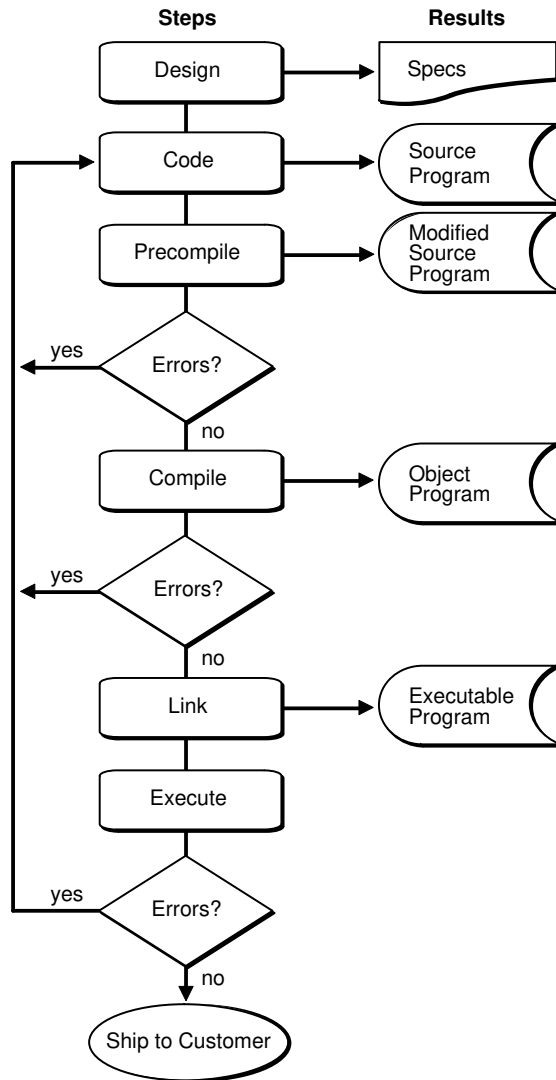 Steps
Results
Design
Specs
Code
Source
Program
Precompile
Modified
Source
Program
yes
Errors?
no
Compile
Object
Program
yes
Errors?
no
Link
Executable
Program
Execute
yes
Errors?
no
Ship to Customer